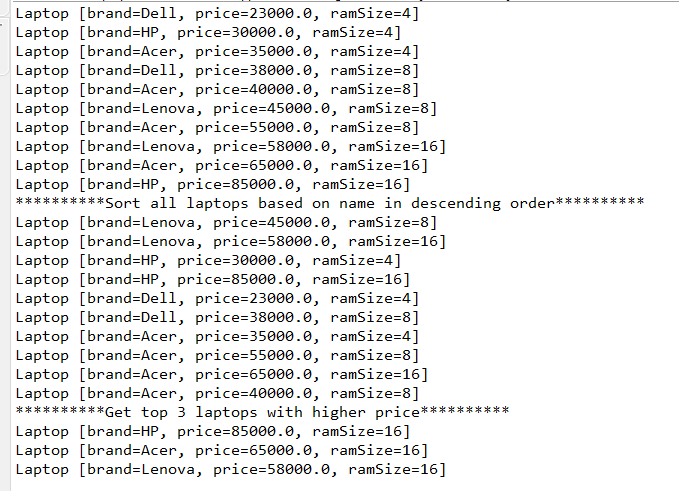 Laptop [brand=Dell, price=23000.0, ramSize=4]
Laptop [brand=HP, price=30000.0, ramSize=4]
Laptop [brand=Acer, price=35000.0, ramSize=4]
Laptop [brand=Dell, price=38000.0, ramSize=8]
Laptop [brand=Acer, price=40000.0, ramSize=8]
Laptop [brand=Lenova, price=45000.0, ramSize=8]
Laptop [brand=Acer, price=55000.0, ramSize=8]
Laptop [brand=Lenova, price=58000.0, ramSize=16]
Laptop [brand=Acer, price=65000.0, ramSize=16]
Laptop [brand=HP, price=85000.0, ramSize=16]
**********Sort all laptops based on name in descending order**********
Laptop [brand=Lenova, price=45000.0, ramSize=8]
Laptop [brand=Lenova, price=58000.0, ramSize=16]
Laptop [brand=HP, price=30000.0, ramSize=4]
Laptop [brand=HP, price=85000.0, ramSize=16]
Laptop [brand=Dell, price=23000.0, ramSize=4]
Laptop [brand=Dell, price=38000.0, ramSize=8]
Laptop [brand=Acer, price=35000.0, ramSize=4]
Laptop [brand=Acer, price=55000.0, ramSize=8]
Laptop [brand=Acer, price=65000.0, ramSize=16]
Laptop [brand=Acer, price=40000.0, ramSize=8]
**********Get top 3 laptops with higher price**********
Laptop [brand=HP, price=85000.0, ramSize=16]
Laptop [brand=Acer, price=65000.0, ramSize=16]
Laptop [brand=Lenova, price=58000.0, ramSize=16]